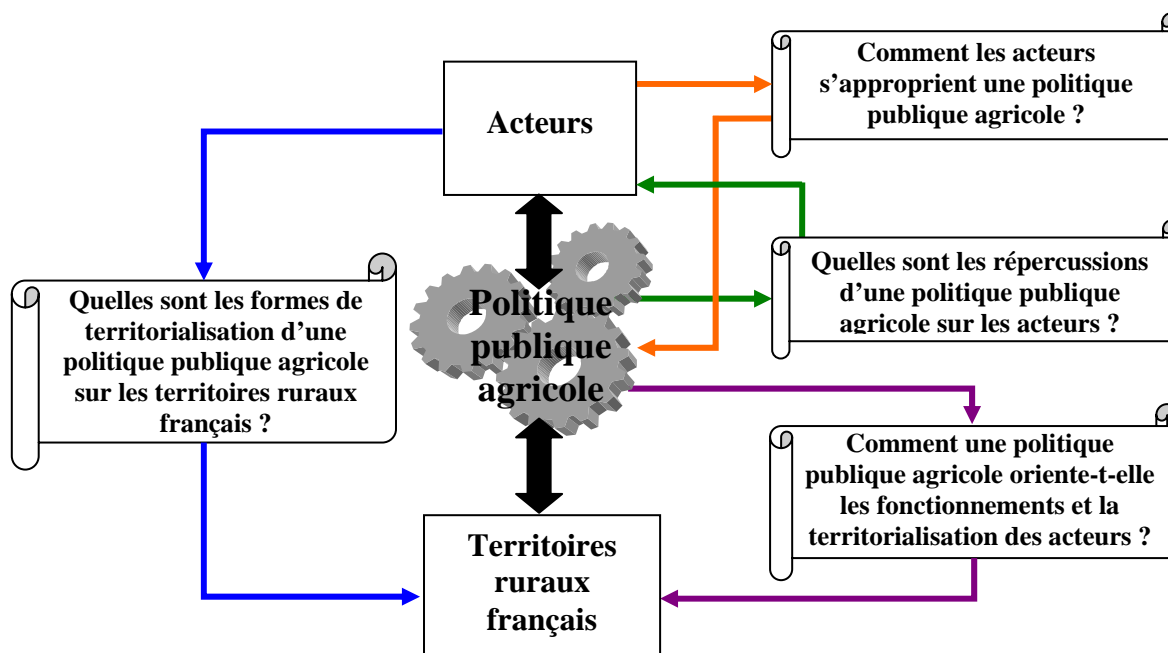 Acteurs
Comment les acteurs
s’approprient une politique
publique agricole ?
Quelles sont les formes de
territorialisation d’une
politique publique agricole
sur les territoires ruraux
français ?
Politique
publique
agricole
Quelles sont les répercussions
d’une politique publique
agricole sur les acteurs ?
Comment une politique
publique agricole oriente-t-elle
les fonctionnements et la
territorialisation des acteurs ?
Territoires
ruraux
français